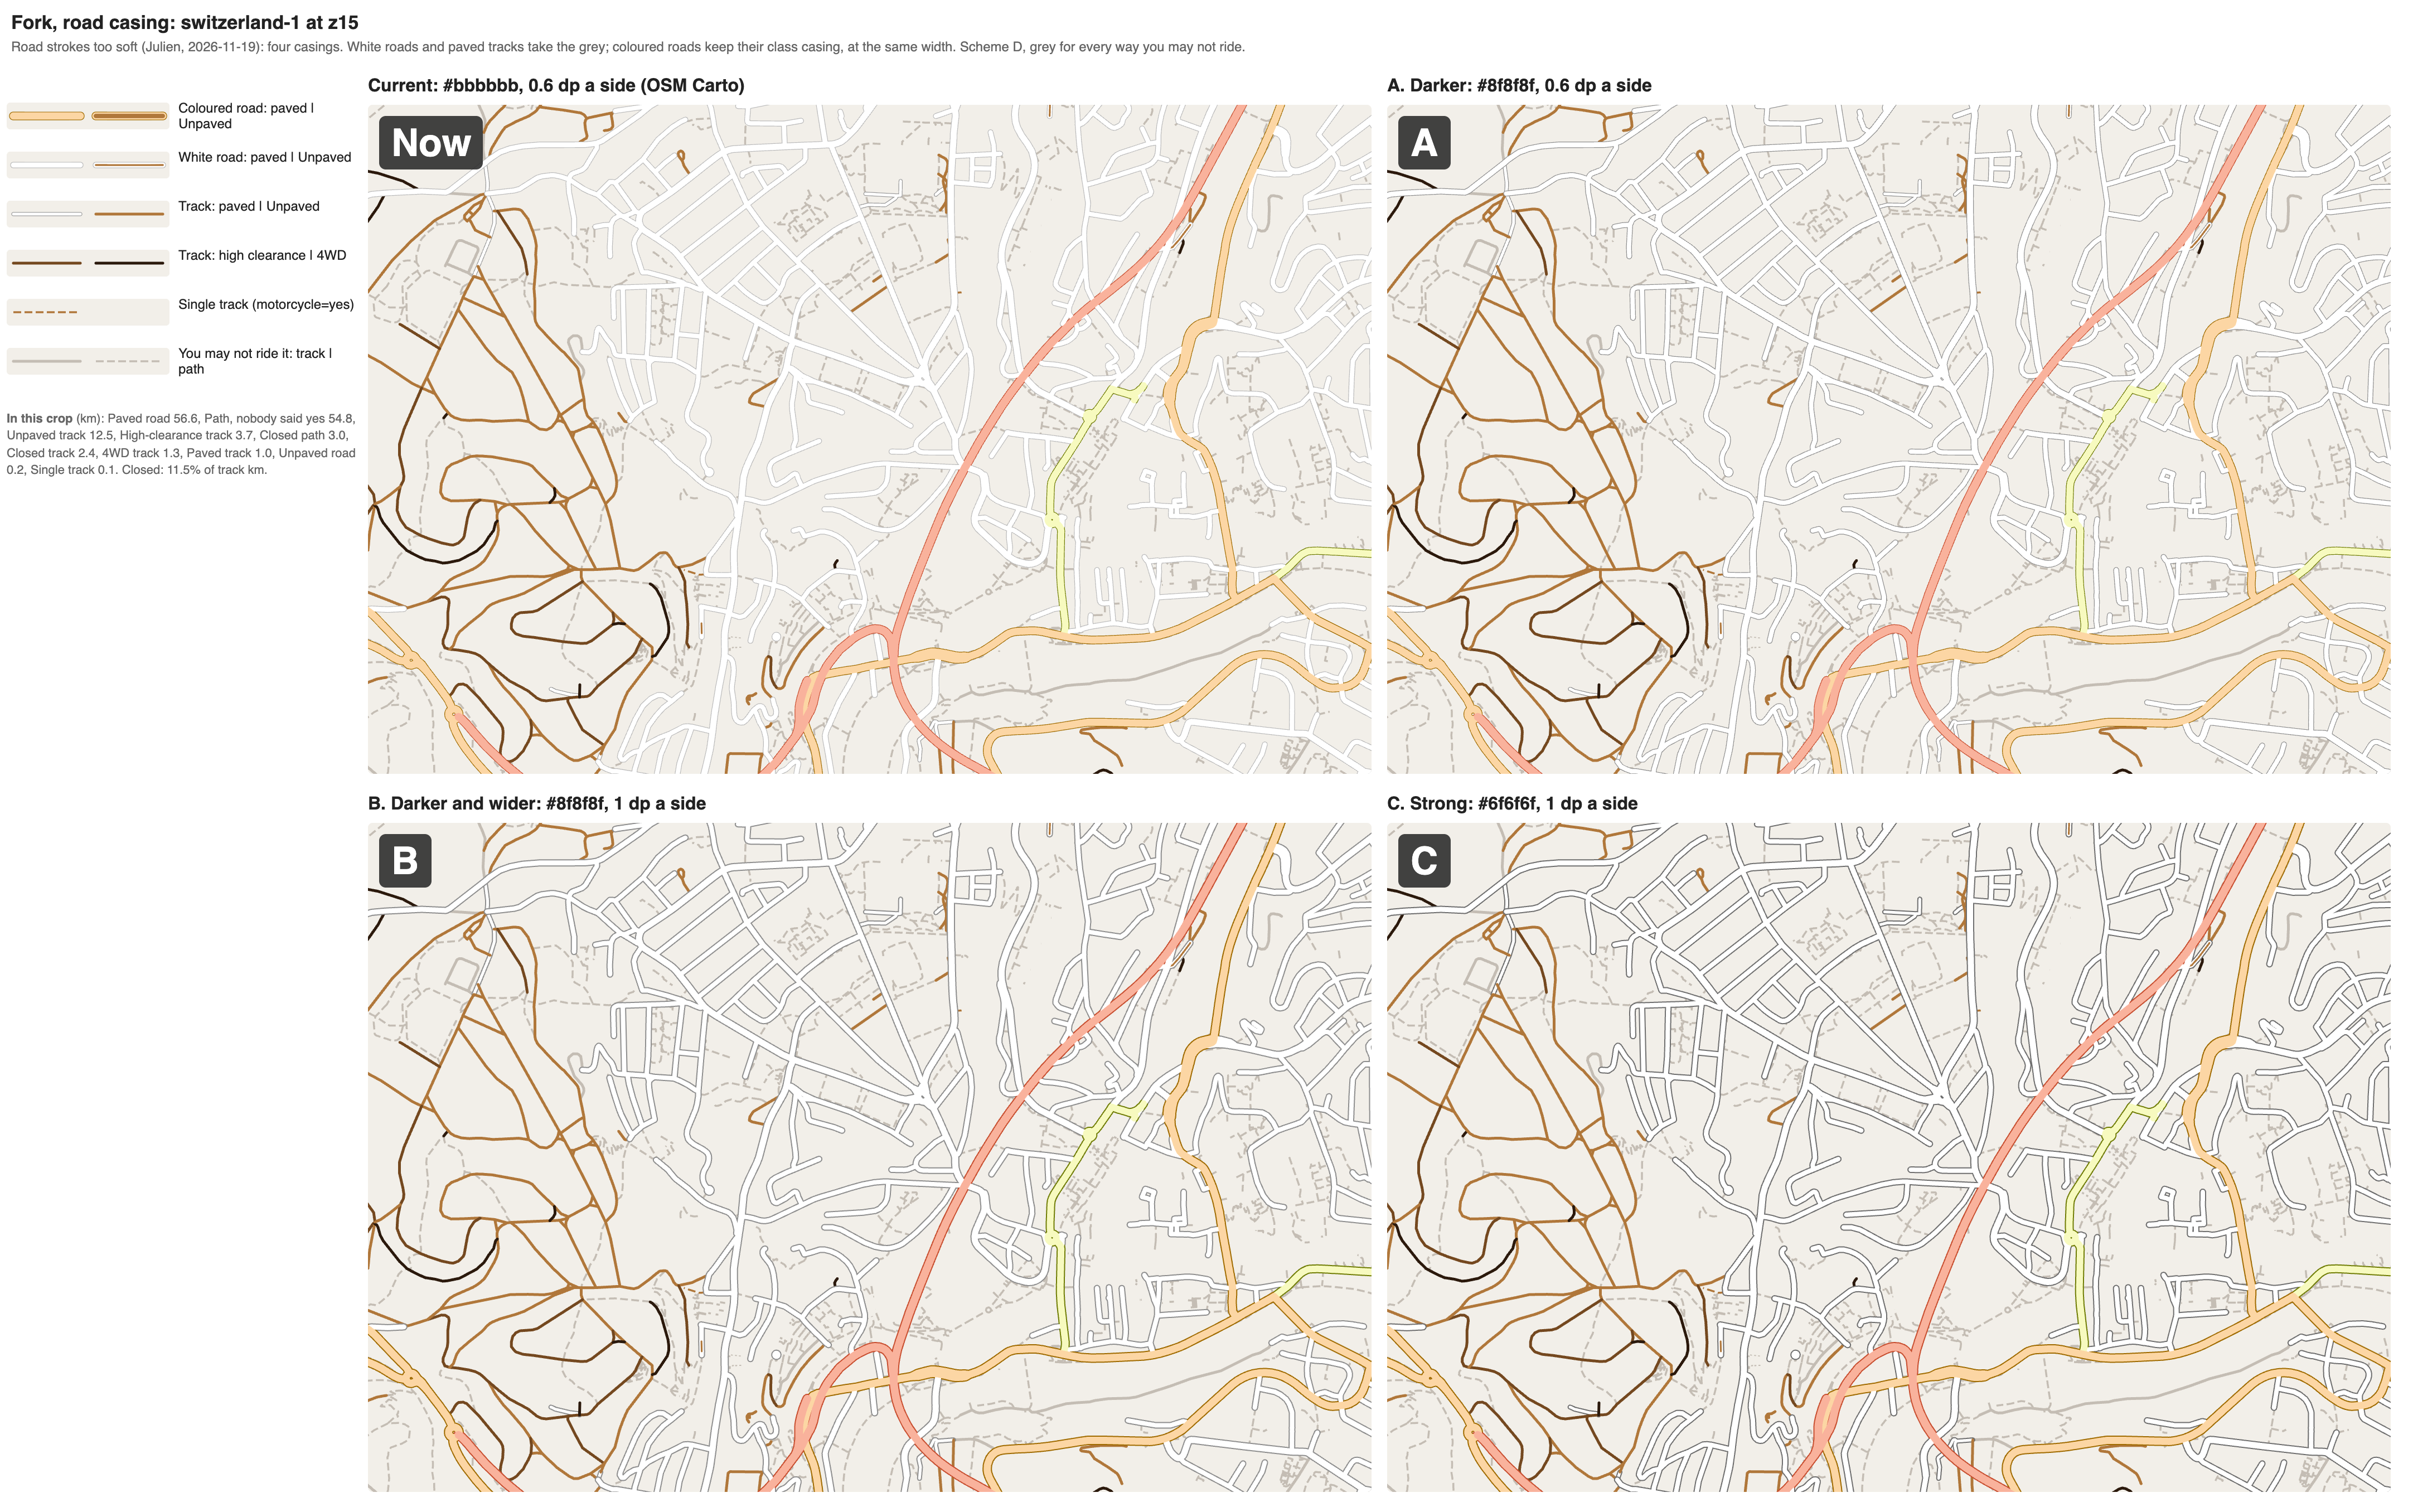 Fork, road casing: switzerland-1 at z15
Road strokes too soft (Julien, 2026-11-19): four casings. White roads and paved tracks take the grey; coloured roads keep their class casing, at the same width. Scheme D, grey for every way you may not ride.
Coloured road: paved |
Unpaved
White road: paved | Unpaved
Track: paved | Unpaved
Track: high clearance | 4WD
Single track (motorcycle=yes)
You may not ride it: track |
path
In this crop (km): Paved road 56.6, Path, nobody said yes 54.8,
Unpaved track 12.5, High-clearance track 3.7, Closed path 3.0,
Closed track 2.4, 4WD track 1.3, Paved track 1.0, Unpaved road
0.2, Single track 0.1. Closed: 11.5% of track km.
Current: #bbbbbb, 0.6 dp a side (OSM Carto)
Now
A. Darker: #8f8f8f, 0.6 dp a side
A
B. Darker and wider: #8f8f8f, 1 dp a side
B
C. Strong: #6f6f6f, 1 dp a side
C